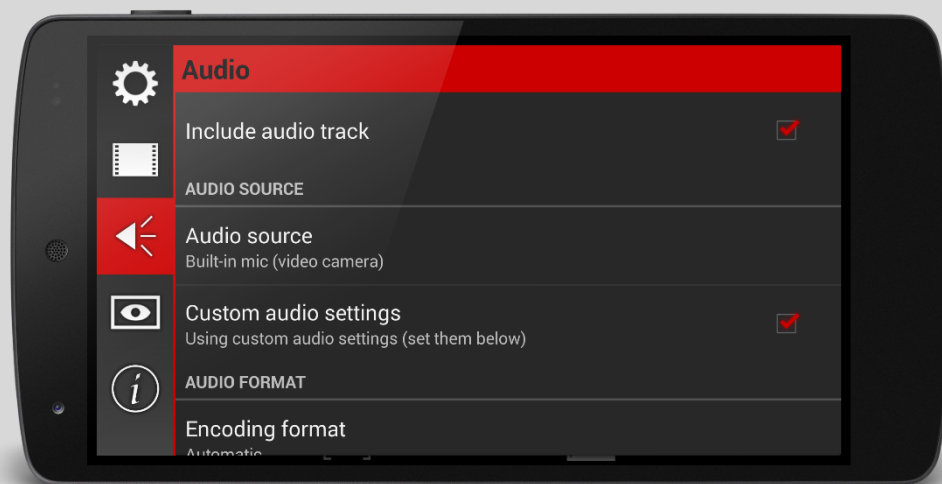 Audio
Include audio track
AUDIO SOURCE
Audio source
Built-in mic (video camera)
Custom audio settings
Using custom audio settings (set them below)
AUDIO FORMAT
Encoding format
Automatic